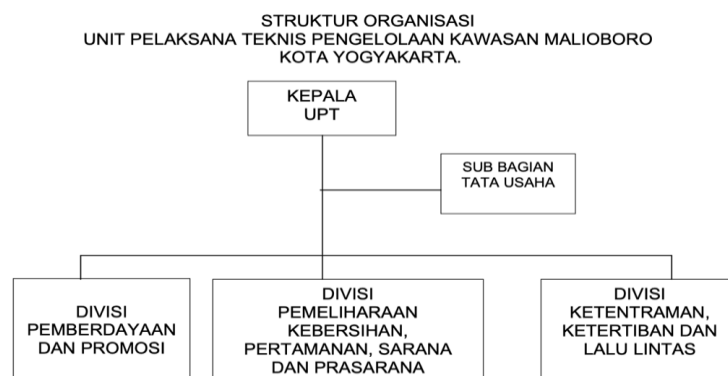 STRUKTUR ORGANISASI
UNIT PELAKSANA TEKNIS PENGELOLAAN KAWASAN MALIOBORO
KOTA YOGYAKARTA.
KEPALA
UPT
SUB BAGIAN
TATA USAHA
DIVISI
PEMBERDAYAAN
DAN PROMOSI
DIVISI
PEMELIHARAAN
KEBERSIHAN,
PERTAMANAN, SARANA
DAN PRASARANA
DIVISI
KETENTRAMAN,
KETERTIBAN DAN
LALU LINTAS